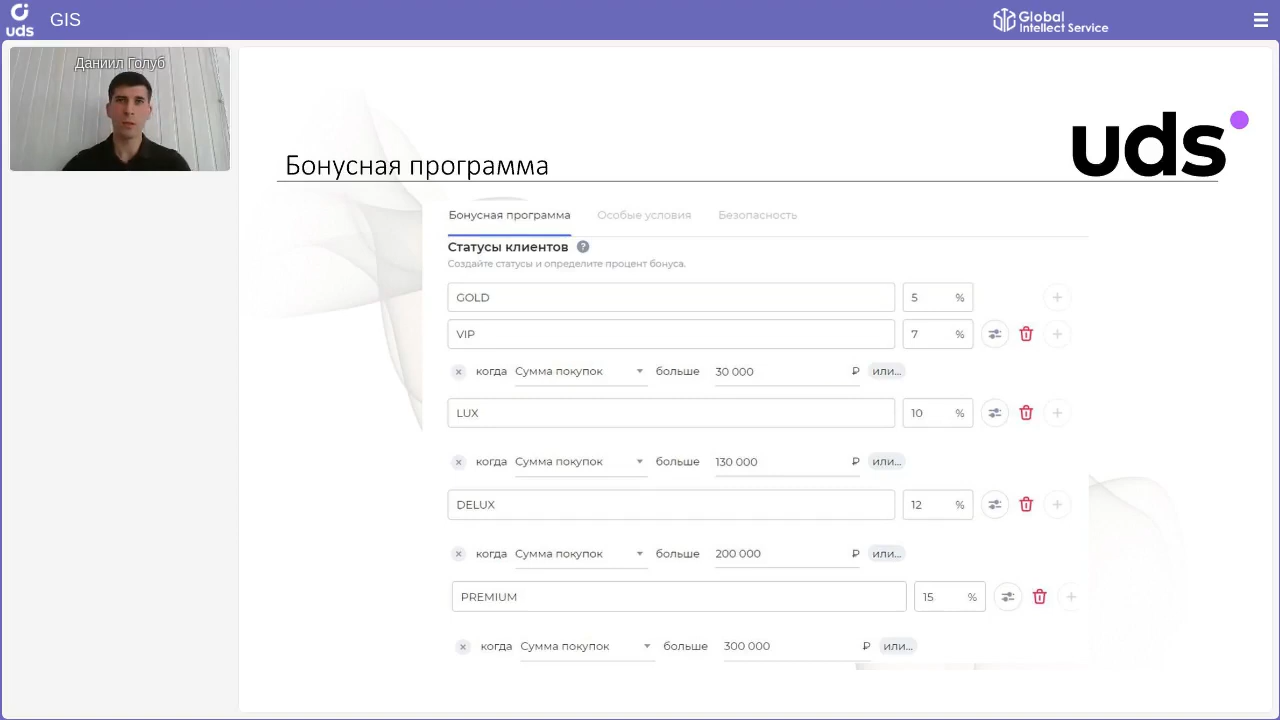 uds
GIS
Global
Intellect Service
Даниил Голуб
uds
Бонусная программа
Бонусная программа Особые условия Безопасность
Статусы клиентов ?
Создайте статусы и определите процент бонуса.
GOLD 5 %
VIP 7 %
когда Сумма покупок больше 30 000 ₽ или...
LUX 10 %
когда Сумма покупок больше 130 000 ₽ или...
DELUX 12 %
когда Сумма покупок больше 200 000 ₽ или...
PREMIUM 15 %
когда Сумма покупок больше 300 000 ₽ или...